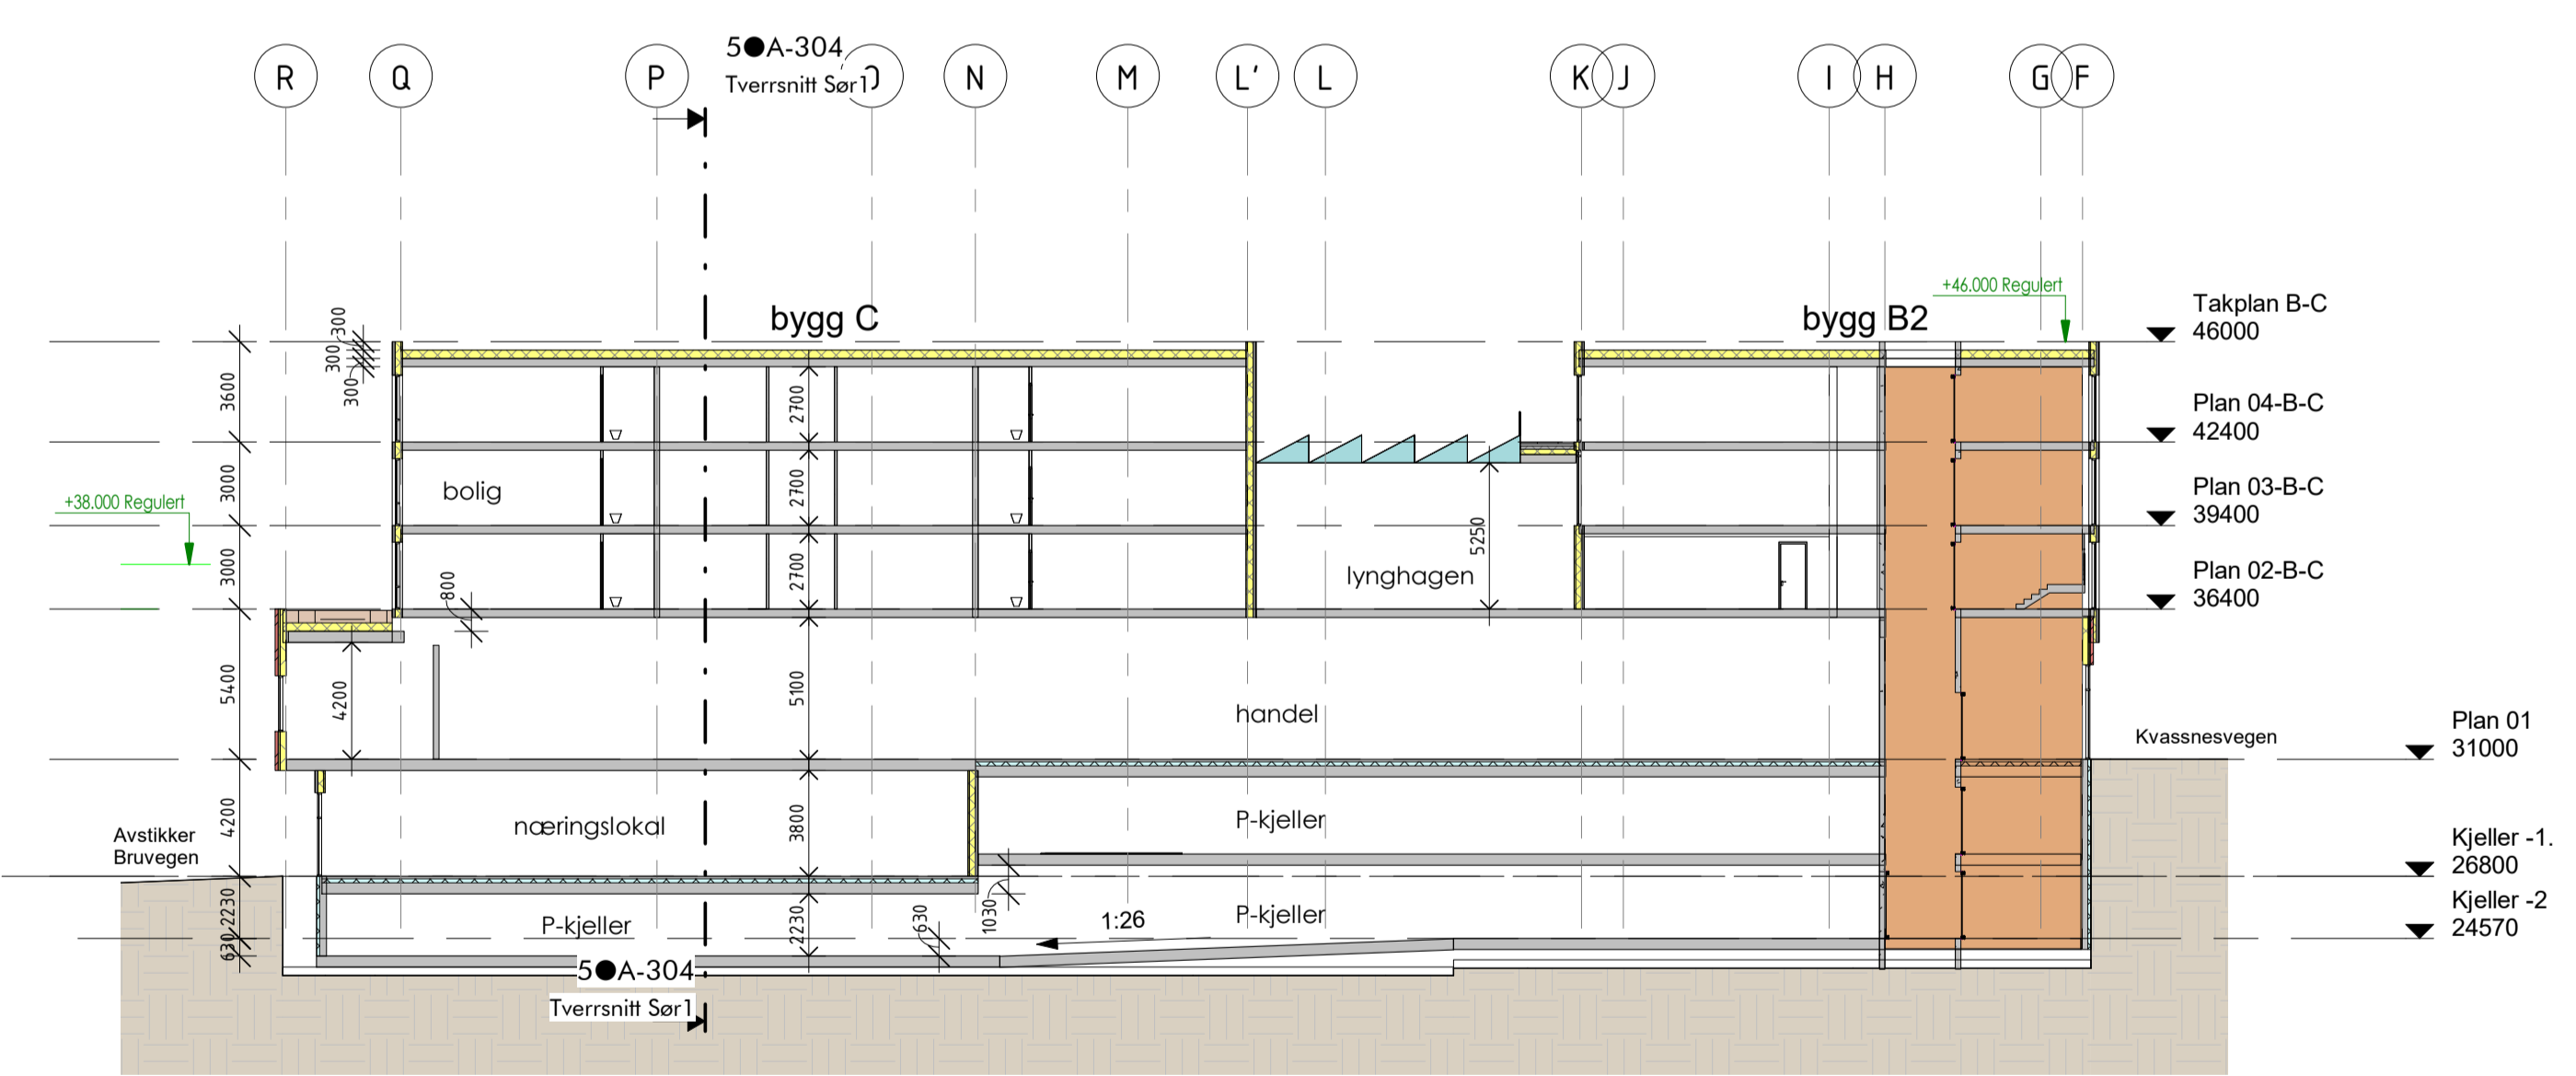 5●A-304
Tverrsnitt Sør1
R
Q
P
N
M
L'
L
K
J
I
H
G
F
+46.000 Regulert
bygg C
bygg B2
Takplan B-C
46000
300
300
300
3600
2700
Plan 04-B-C
42400
+38.000 Regulert
bolig
3000
2700
5250
Plan 03-B-C
39400
3000
800
2700
lynghagen
Plan 02-B-C
36400
5400
4200
5100
handel
Kvassnesvegen
Plan 01
31000
Avstikker
Bruvegen
4200
næringslokal
3800
P-kjeller
Kjeller -1.
26800
2230
630
P-kjeller
2230
630
1030
1:26
P-kjeller
Kjeller -2
24570
5●A-304
Tverrsnitt Sør1